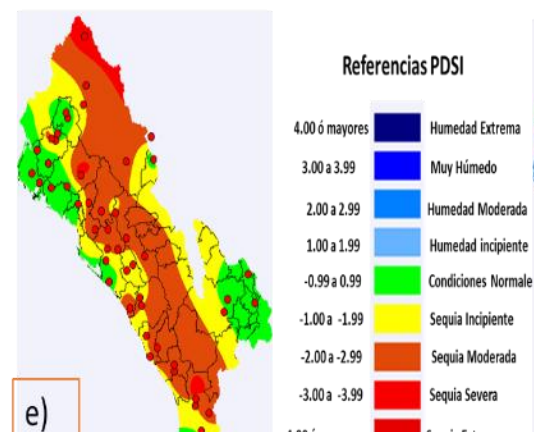 Referencias PDSI
4.00 ó mayores Humedad Extrema
3.00 a 3.99 Muy Húmedo
2.00 a 2.99 Humedad Moderada
1.00 a 1.99 Humedad incipiente
-0.99 a 0.99 Condiciones Normale
-1.00 a -1.99 Sequia Incipiente
-2.00 a -2.99 Sequia Moderada
-3.00 a -3.99 Sequia Severa
e)